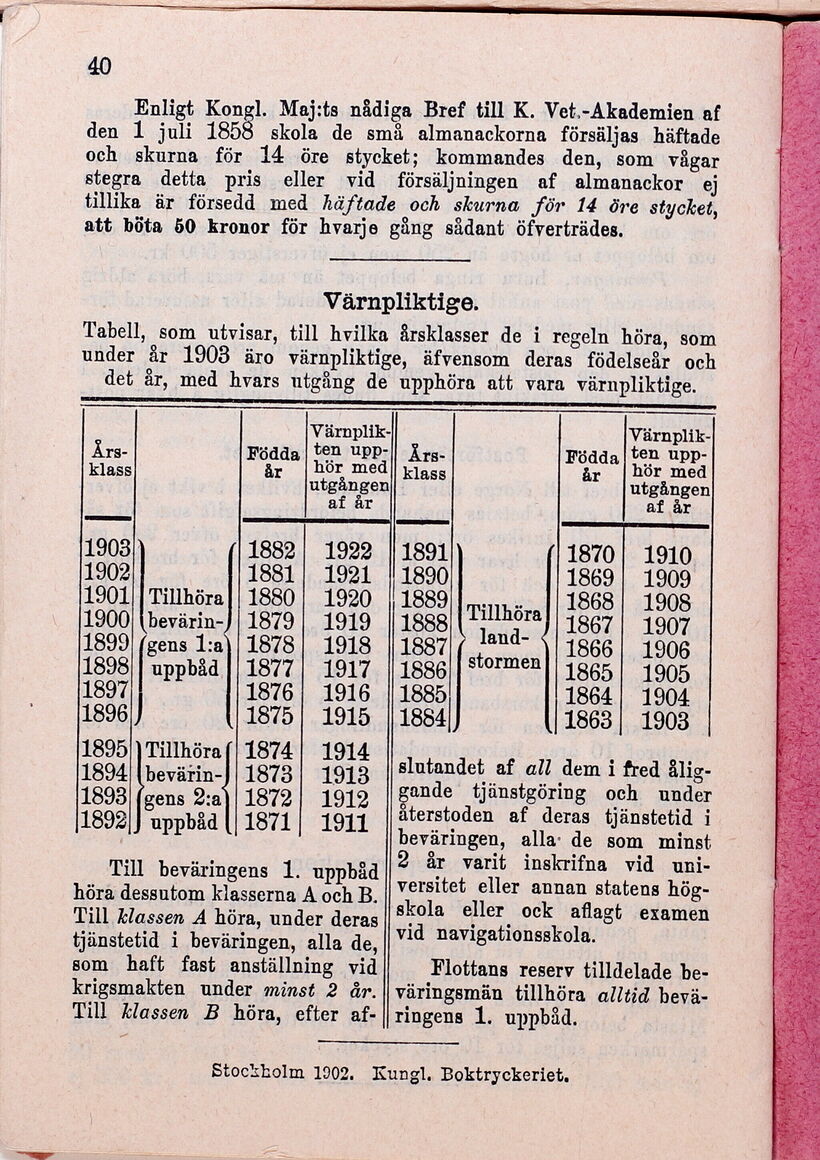 40
Enligt Kongl. Maj:ts nådiga Bref till K. Vet.-Akademien af
den 1 juli 1858 skola de små almanackorna försäljas häftade
och skurna för 14 öre stycket; kommandes den, som vågar
stegra detta pris eller vid försäljningen af almanackor ej
tillika är försedd med häftade och skurna för 14 öre stycket,
att böta 50 kronor för hvarje gång sådant öfverträdes.
Värnpliktige.
Tabell, som utvisar, till hvilka årsklasser de i regeln höra, som
under år 1903 äro värnpliktige, äfvensom deras födelseår och
det år, med hvars utgång de upphöra att vara värnpliktige.
Års-
klass
Födda
år
Värnplik-
ten upp-
hör med
utgången
af år
1903 1882 1922
1902 1881 1921
1901 Tillhöra 1880 1920
1900 bevärin- 1879 1919
1899 gens 1:a 1878 1918
1898 uppbåd 1877 1917
1897 1876 1916
1896 1875 1915
1895 Tillhöra 1874 1914
1894 bevärin- 1873 1913
1893 gens 2:a 1872 1912
1892 uppbåd 1871 1911
Till beväringens 1. uppbåd
höra dessutom klasserna A och B.
Till klassen A höra, under deras
tjänstetid i beväringen, alla de,
som haft fast anställning vid
krigsmakten under minst 2 år.
Till klassen B höra, efter af-
Års-
klass
Födda
år
Värnplik-
ten upp-
hör med
utgången
af år
1891 1870 1910
1890 1869 1909
1889 Tillhöra 1868 1908
1888 land- 1867 1907
1887 stormen 1866 1906
1886 1865 1905
1885 1864 1904
1884 1863 1903
slutandet af all dem i fred ålig-
gande tjänstgöring och under
återstoden af deras tjänstetid i
beväringen, alla de som minst
2 år varit inskrifna vid uni-
versitet eller annan statens hög-
skola eller ock aflagt examen
vid navigationsskola.
Flottans reserv tilldelade be-
väringsmän tillhöra alltid bevä-
ringens 1. uppbåd.
Stockholm 1902. Kungl. Boktryckeriet.